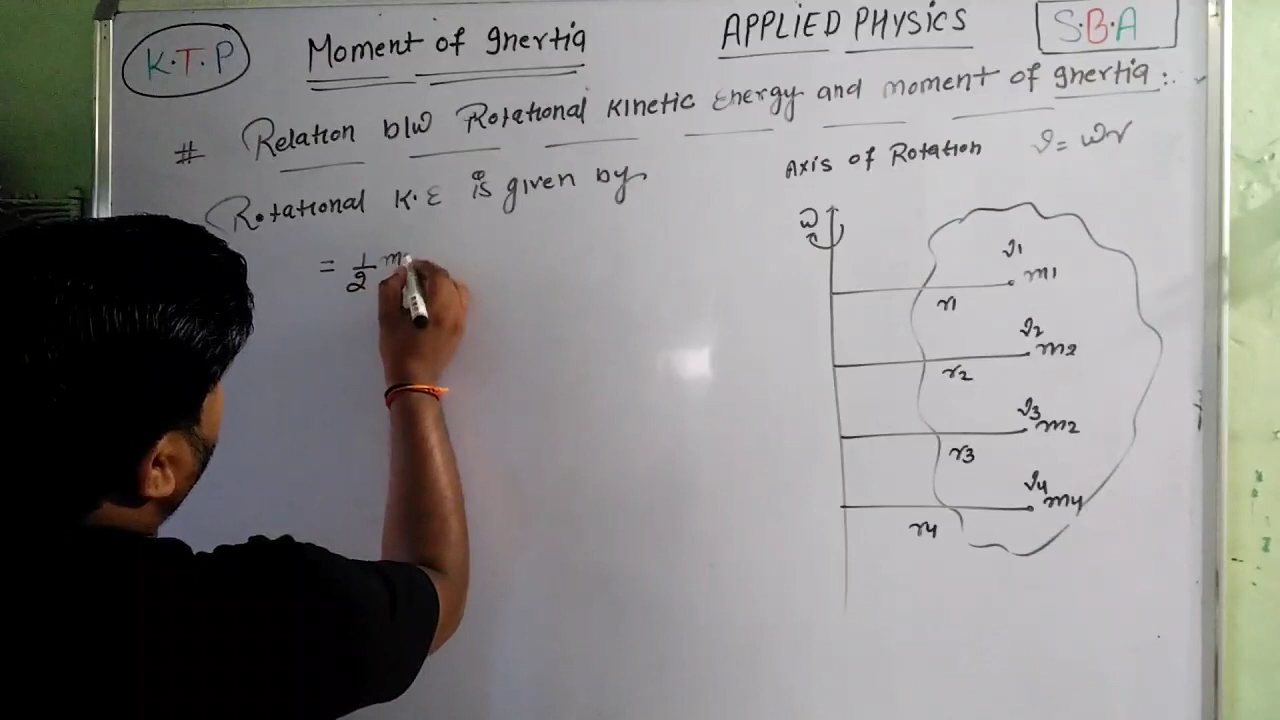 K.T.P
Moment of Inertia
APPLIED PHYSICS
S.B.A
# Relation b/w Rotational Kinetic Energy and moment of Inertia :-
Rotational K.E is given by
Axis of Rotation
v = ωr
= 1/2 m
ω
v1
m1
r1
v2
m2
r2
v3
m2
r3
v4
m4
r4